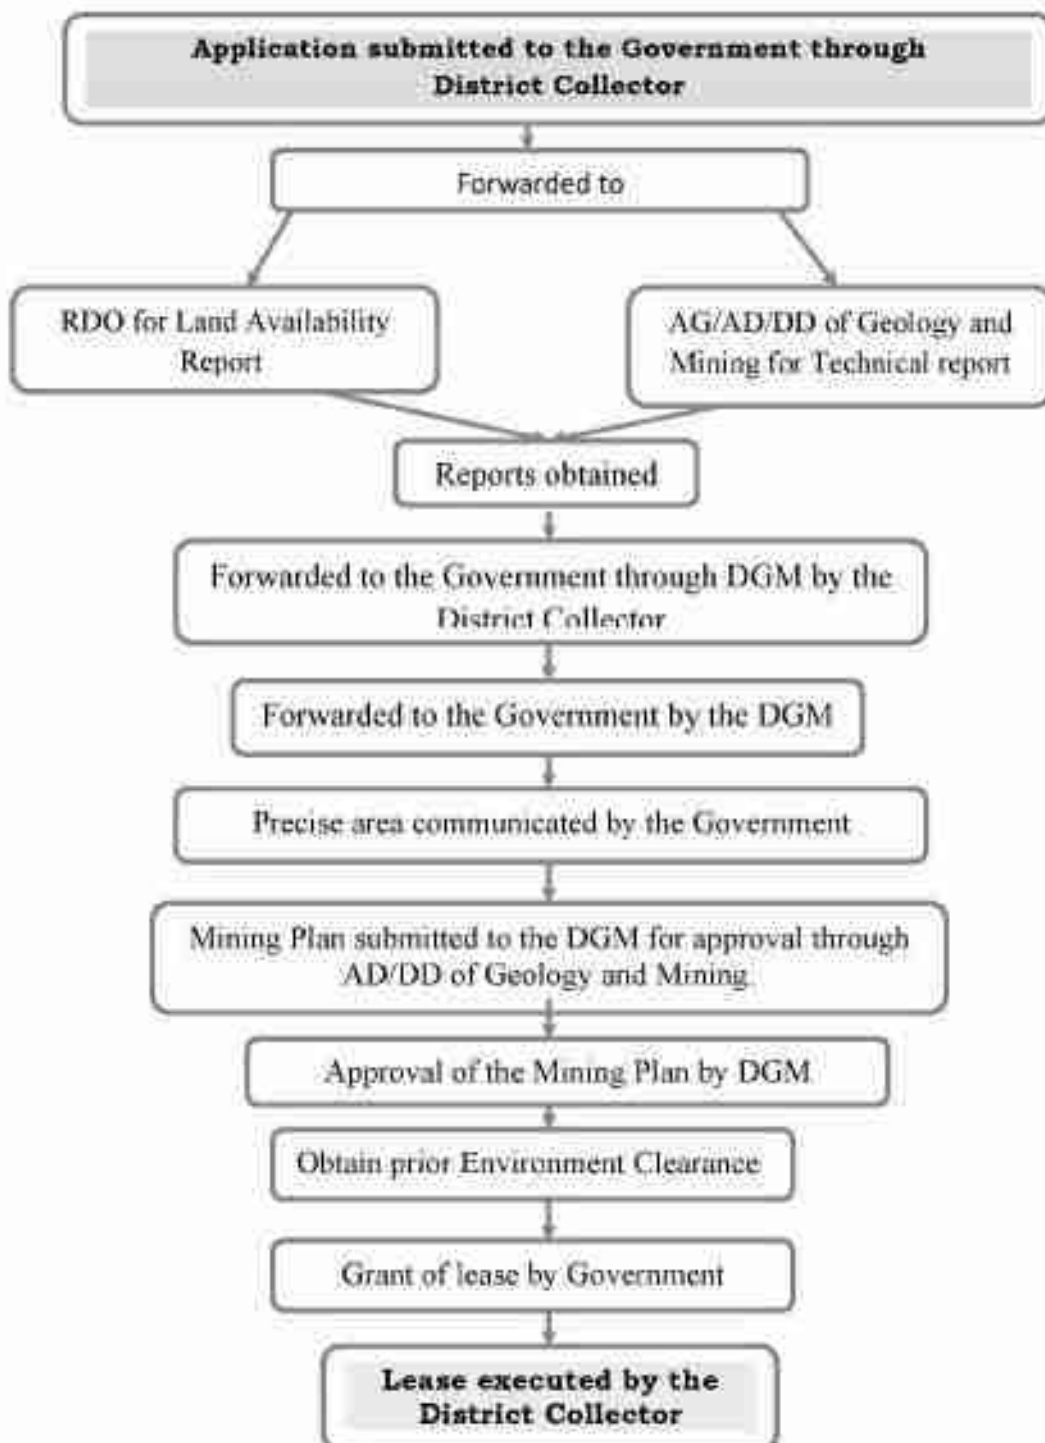 Application submitted to the Government through
District Collector
Forwarded to
RDO for Land Availability
Report
AG/AD/DD of Geology and
Mining for Technical report
Reports obtained
Forwarded to the Government through DGM by the
District Collector
Forwarded to the Government by the DGM
Precise area communicated by the Government
Mining Plan submitted to the DGM for approval through
AD/DD of Geology and Mining.
Approval of the Mining Plan by DGM
Obtain prior Environment Clearance
Grant of lease by Government
Lease executed by the
District Collector